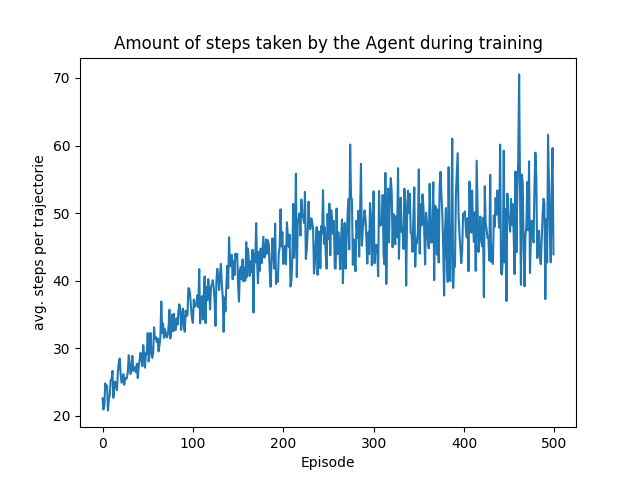 Amount of steps taken by the Agent during training
avg. steps per trajectorie
70
60
50
40
30
20
0 100 200 300 400 500
Episode